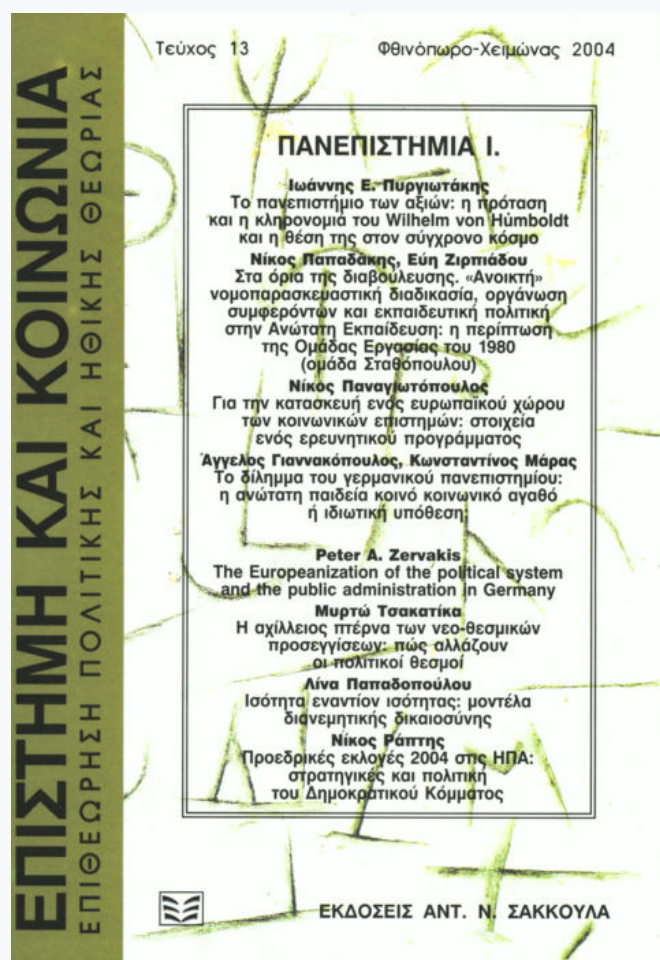 ΕΠΙΣΤΗΜΗ ΚΑΙ ΚΟΙΝΩΝΙΑ
ΕΠΙΘΕΩΡΗΣΗ ΠΟΛΙΤΙΚΗΣ ΚΑΙ ΗΘΙΚΗΣ ΘΕΩΡΙΑΣ
Τεύχος 13
Φθινόπωρο-Χειμώνας 2004
ΠΑΝΕΠΙΣΤΗΜΙΑ Ι.
Ιωάννης Ε. Πυργιωτάκης
Το πανεπιστήμιο των αξιών: η πρόταση
και η κληρονομιά του Wilhelm von Humboldt
και η θέση της στον σύγχρονο κόσμο
Νίκος Παπαδάκης, Εύη Ζιρπιάδου
Στα όρια της διαβούλευσης. «Ανοικτή»
νομοπαρασκευαστική διαδικασία, οργάνωση
συμφερόντων και εκπαιδευτική πολιτική
στην Ανώτατη Εκπαίδευση: η περίπτωση
της Ομάδας Εργασίας του 1980
(ομάδα Σταθόπουλου)
Νίκος Παναγιωτόπουλος
Για την κατασκευή ενός ευρωπαϊκού χώρου
των κοινωνικών επιστημών: στοιχεία
ενός ερευνητικού προγράμματος
Άγγελος Γιαννακόπουλος, Κωνσταντίνος Μάρας
Το δίλημμα του γερμανικού πανεπιστημίου:
η ανώτατη παιδεία κοινό κοινωνικό αγαθό
ή ιδιωτική υπόθεση;
Peter A. Zervakis
The Europeanization of the political system
and the public administration in Germany
Μυρτώ Τσακατίκα
Η αχίλλειος πτέρνα των νεο-θεσμικών
προσεγγίσεων: πώς αλλάζουν
οι πολιτικοί θεσμοί
Λίνα Παπαδοπούλου
Ισότητα εναντίον ισότητας: μοντέλα
διανεμητικής δικαιοσύνης
Νίκος Ράπτης
Προεδρικές εκλογές 2004 στις ΗΠΑ:
στρατηγικές και πολιτική
του Δημοκρατικού Κόμματος
ΕΚΔΟΣΕΙΣ ΑΝΤ. Ν. ΣΑΚΚΟΥΛΑ